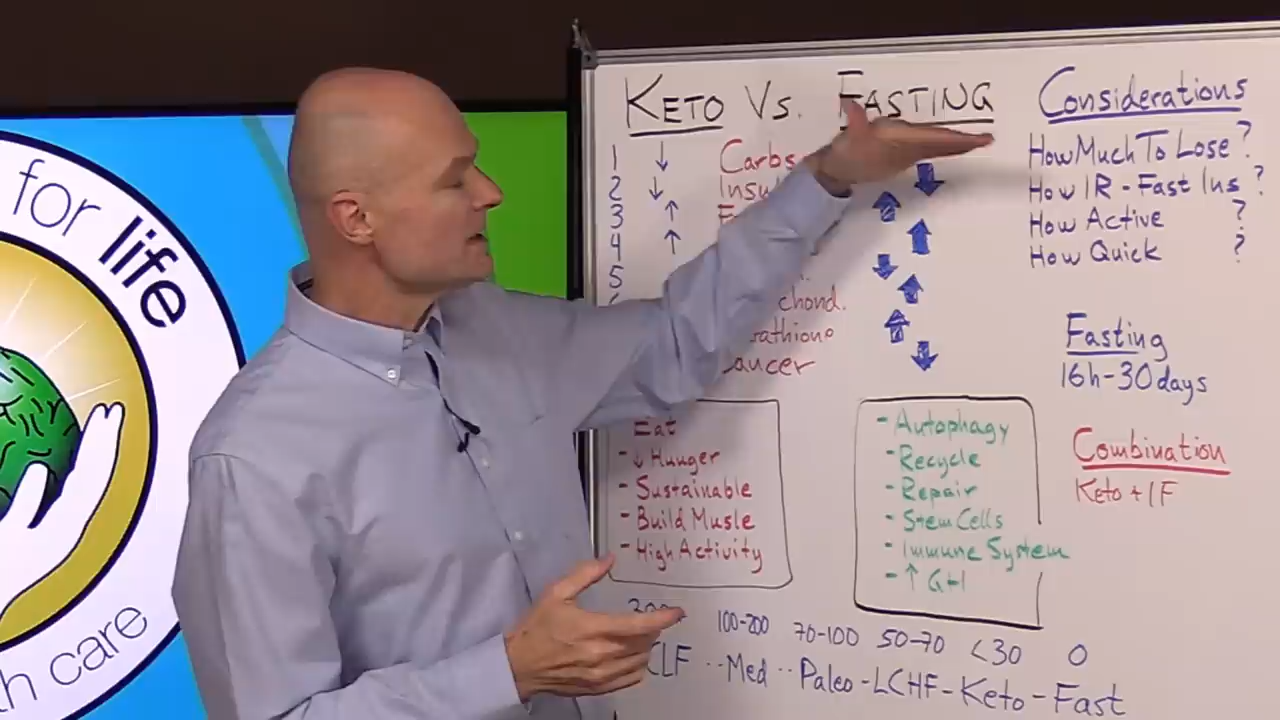 for life
h care
KETO VS. FASTING
1 ↓ Carbs
2 ↓
3 ↑
4 ↑
5
chond.
Cancer
Eat
- ↓ Hunger
- Sustainable
- Build Musle
- High Activity
- Autophagy
- Recycle
- Repair
- Stem Cells
- Immune System
- ↑ GH
Considerations
How Much To Lose ?
How IR - Fast Ins ?
How Active ?
How Quick ?
Fasting
16h-30 days
Combination
Keto + IF
100-200 70-100 50-70 <30 0
CLF ·· Med ·· Paleo - LCHF - Keto - Fast